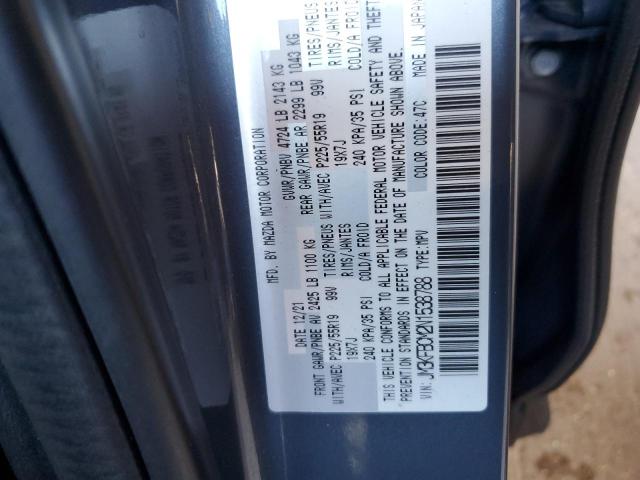 MFD. BY MAZDA MOTOR CORPORATION
DATE 12/21 GVWR/PNBV 4724 LB 2143 KG
FRONT GAWR/PNBE AV 2425 LB 1100 KG REAR GAWR/PNBE AR 2299 LB 1043 KG
WITH/AVEC P225/55R19 99V TIRES/PNEUS WITH/AVEC P225/55R19 99V TIRES/PNEUS
19X7J RIMS/JANTES 19X7J RIMS/JANTES
240 KPA/35 PSI COLD/A FROID 240 KPA/35 PSI COLD/A FROID
THIS VEHICLE CONFORMS TO ALL APPLICABLE FEDERAL MOTOR VEHICLE SAFETY AND THEFT
PREVENTION STANDARDS IN EFFECT ON THE DATE OF MANUFACTURE SHOWN ABOVE.
VIN: JM3KFBCM2N1538788 TYPE: MPV COLOR CODE: 47C MADE IN JAPAN